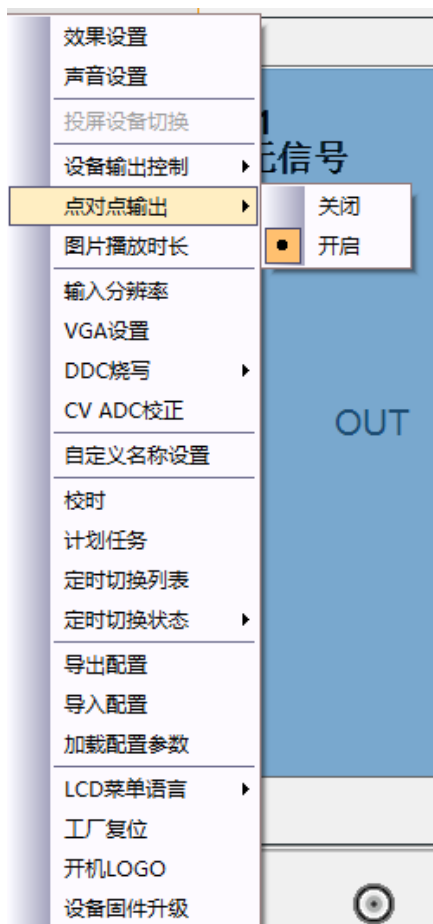 效果设置
声音设置
投屏设备切换
无信号
设备输出控制
点对点输出
关闭
图片播放时长
开启
输入分辨率
VGA设置
DDC烧写
CV ADC校正
OUT
自定义名称设置
校时
计划任务
定时切换列表
定时切换状态
导出配置
导入配置
加载配置参数
LCD菜单语言
工厂复位
开机LOGO
设备固件升级